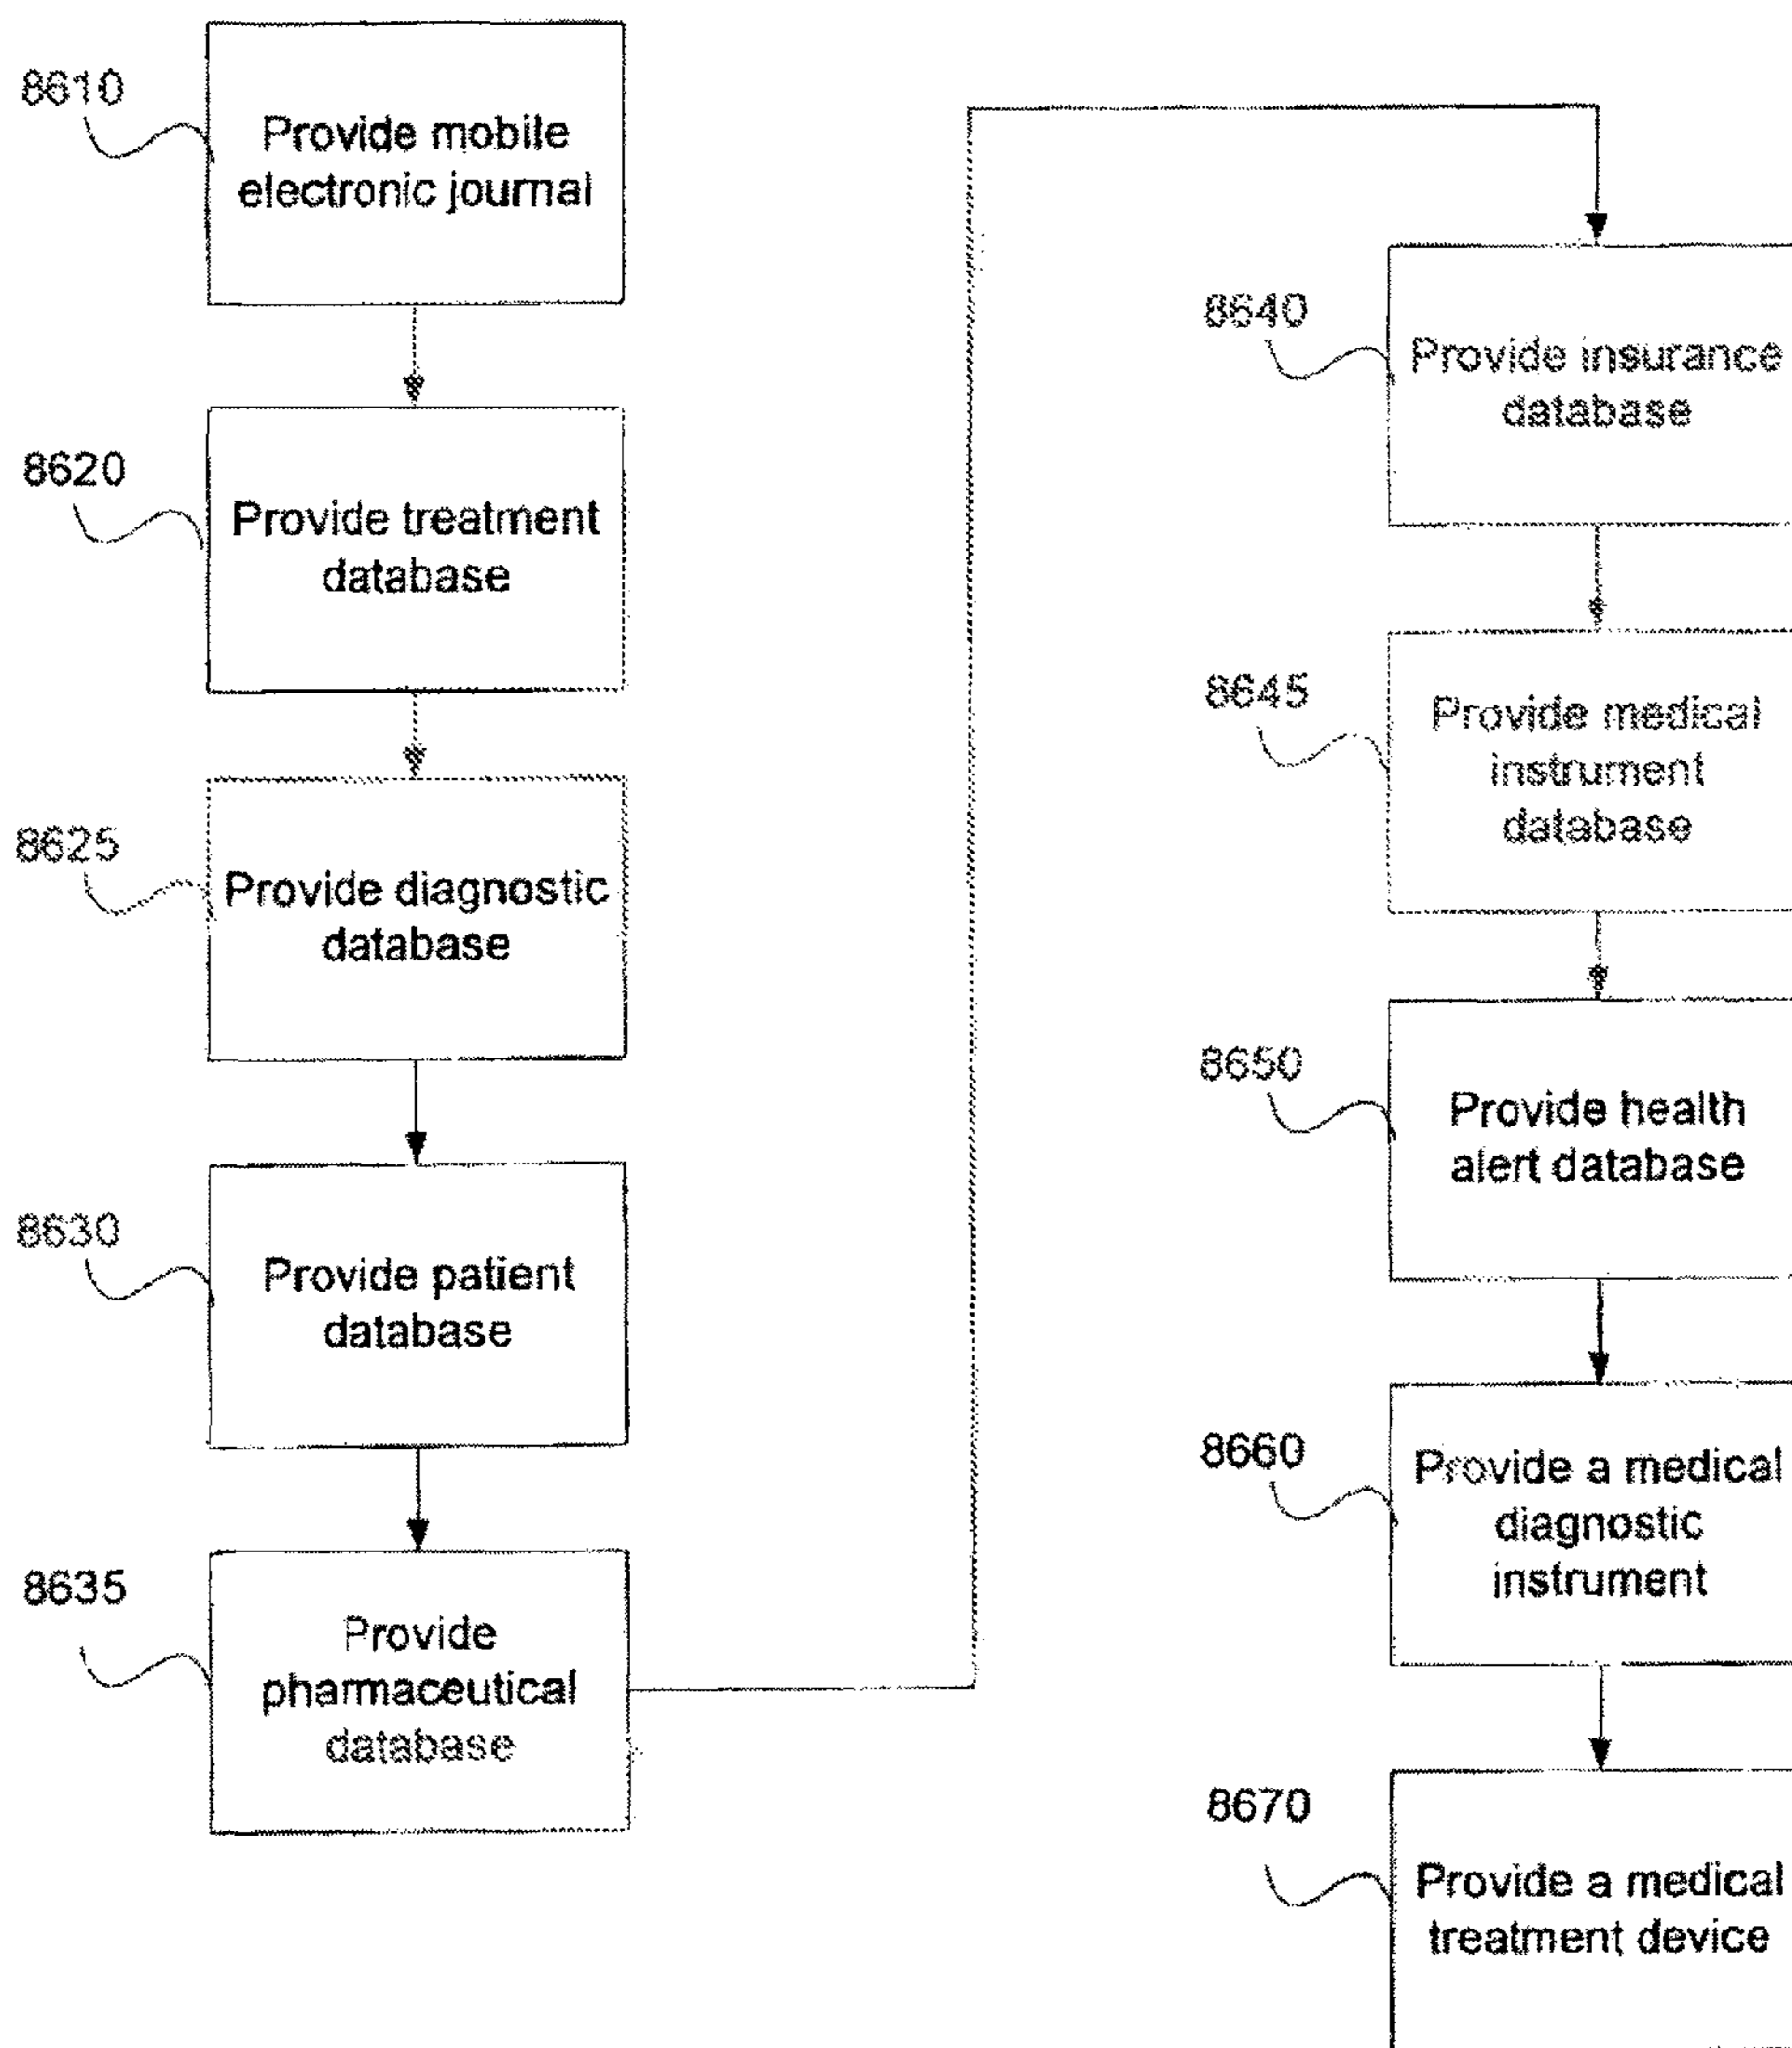 8610
Provide mobile
electronic journal
8620
Provide treatment
database
8625
Provide diagnostic
database
8630
Provide patient
database
8635
Provide
pharmaceutical
database
8640
Provide insurance
database
8645
Provide medical
instrument
database
8650
Provide health
alert database
8660
Provide a medical
diagnostic
instrument
8670
Provide a medical
treatment device